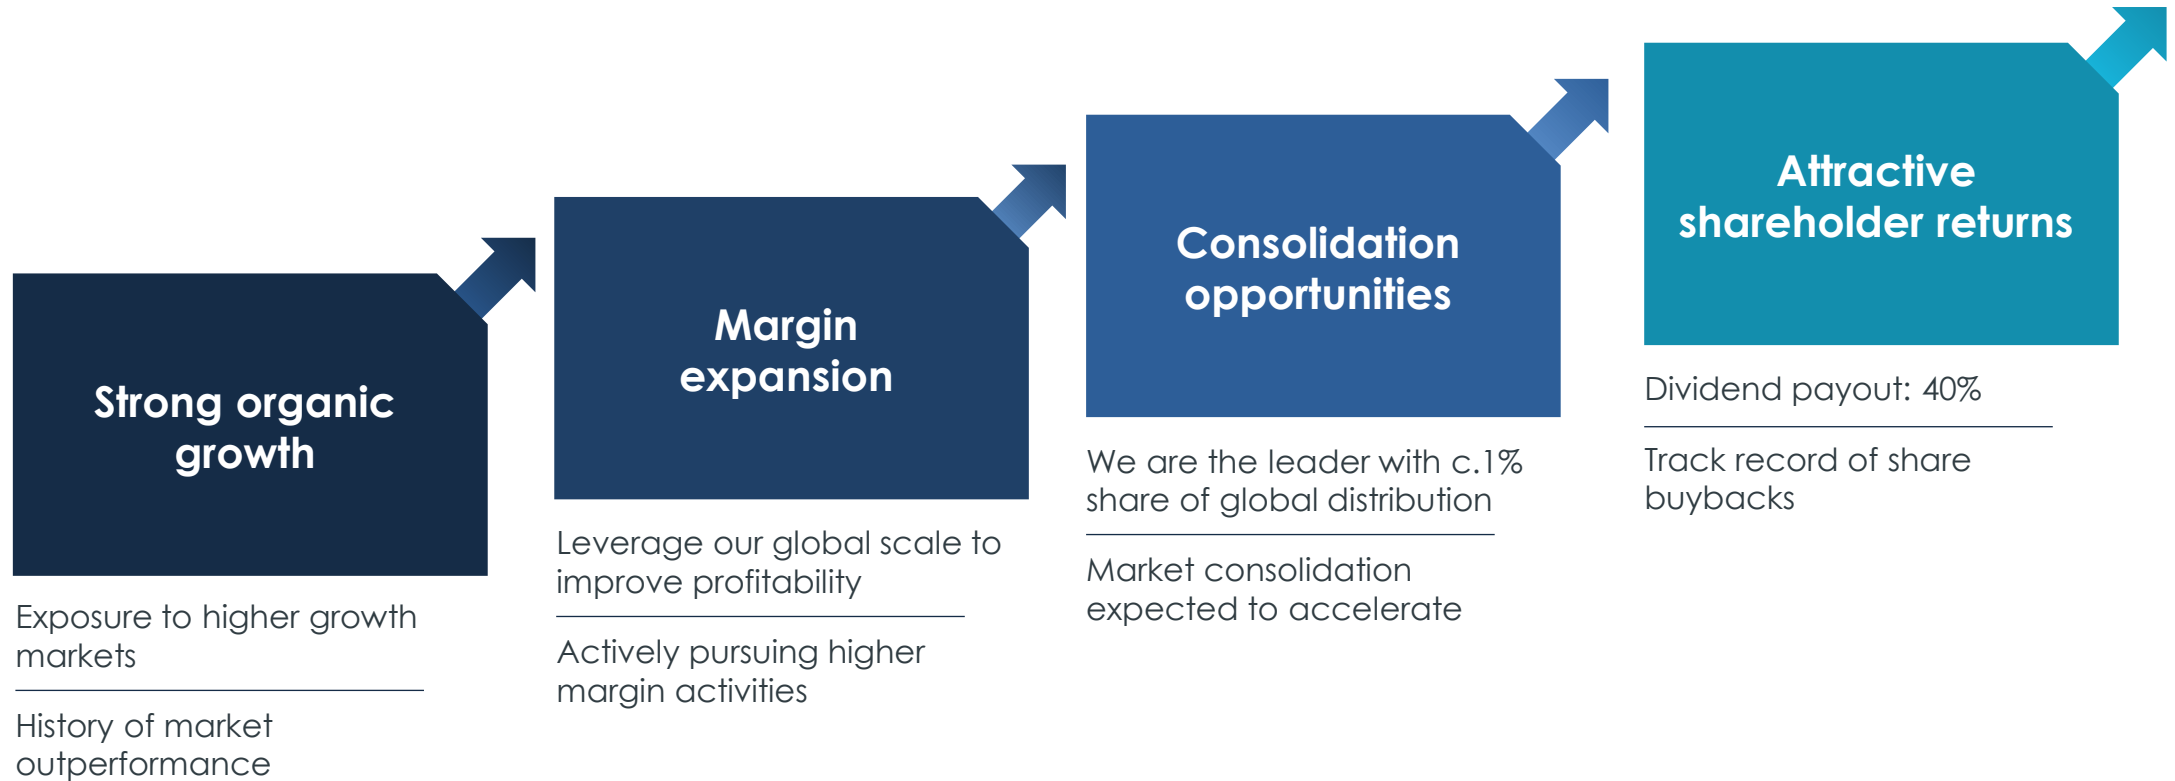 Strong organic
growth
Exposure to higher growth
markets
History of market
outperformance
Margin
expansion
Leverage our global scale to
improve profitability
Actively pursuing higher
margin activities
Consolidation
opportunities
We are the leader with c.1%
share of global distribution
Market consolidation
expected to accelerate
Attractive
shareholder returns
Dividend payout: 40%
Track record of share
buybacks